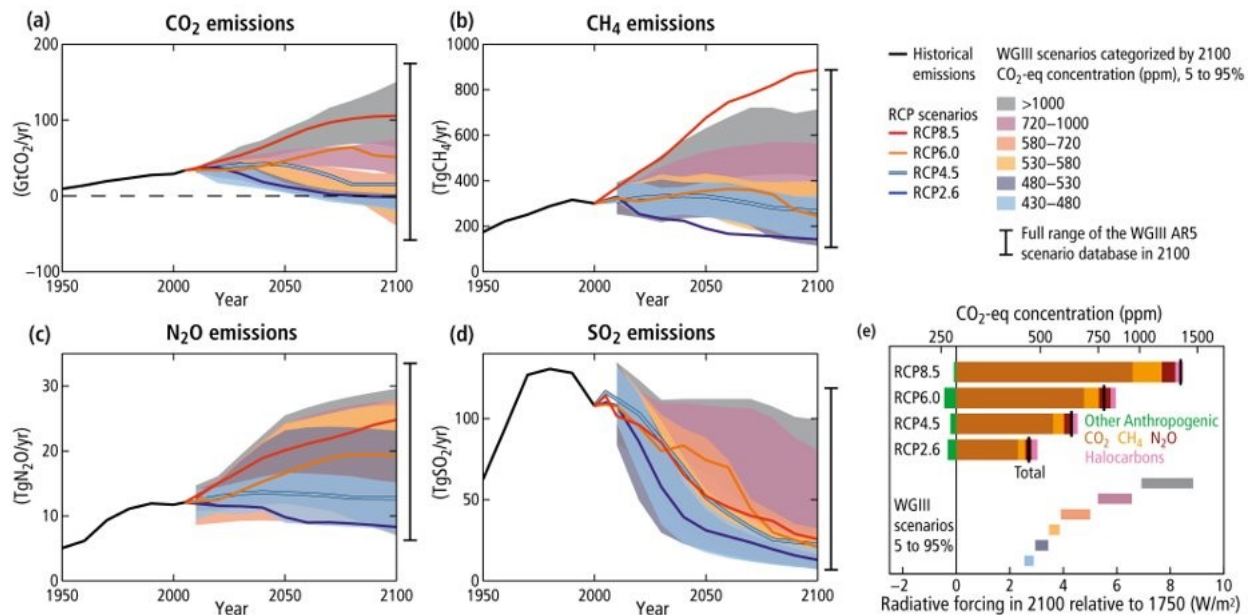 (a) CO₂ emissions
200
100
0
−100
(GtCO₂/yr)
1950 2000 2050 2100
Year
(b) CH₄ emissions
1000
800
600
400
200
0
(TgCH₄/yr)
1950 2000 2050 2100
Year
Historical emissions
RCP scenarios
RCP8.5
RCP6.0
RCP4.5
RCP2.6
WGIII scenarios categorized by 2100
CO₂-eq concentration (ppm), 5 to 95%
>1000
720−1000
580−720
530−580
480−530
430−480
Full range of the WGIII AR5
scenario database in 2100
(c) N₂O emissions
30
20
10
0
(TgN₂O/yr)
1950 2000 2050 2100
Year
(d) SO₂ emissions
100
50
0
(TgSO₂/yr)
1950 2000 2050 2100
Year
(e)
CO₂-eq concentration (ppm)
250 500 750 1000 1500
RCP8.5
RCP6.0
RCP4.5
RCP2.6
Other Anthropogenic
CO₂ CH₄ N₂O
Halocarbons
Total
WGIII
scenarios
5 to 95%
−2 0 2 4 6 8 10
Radiative forcing in 2100 relative to 1750 (W/m²)